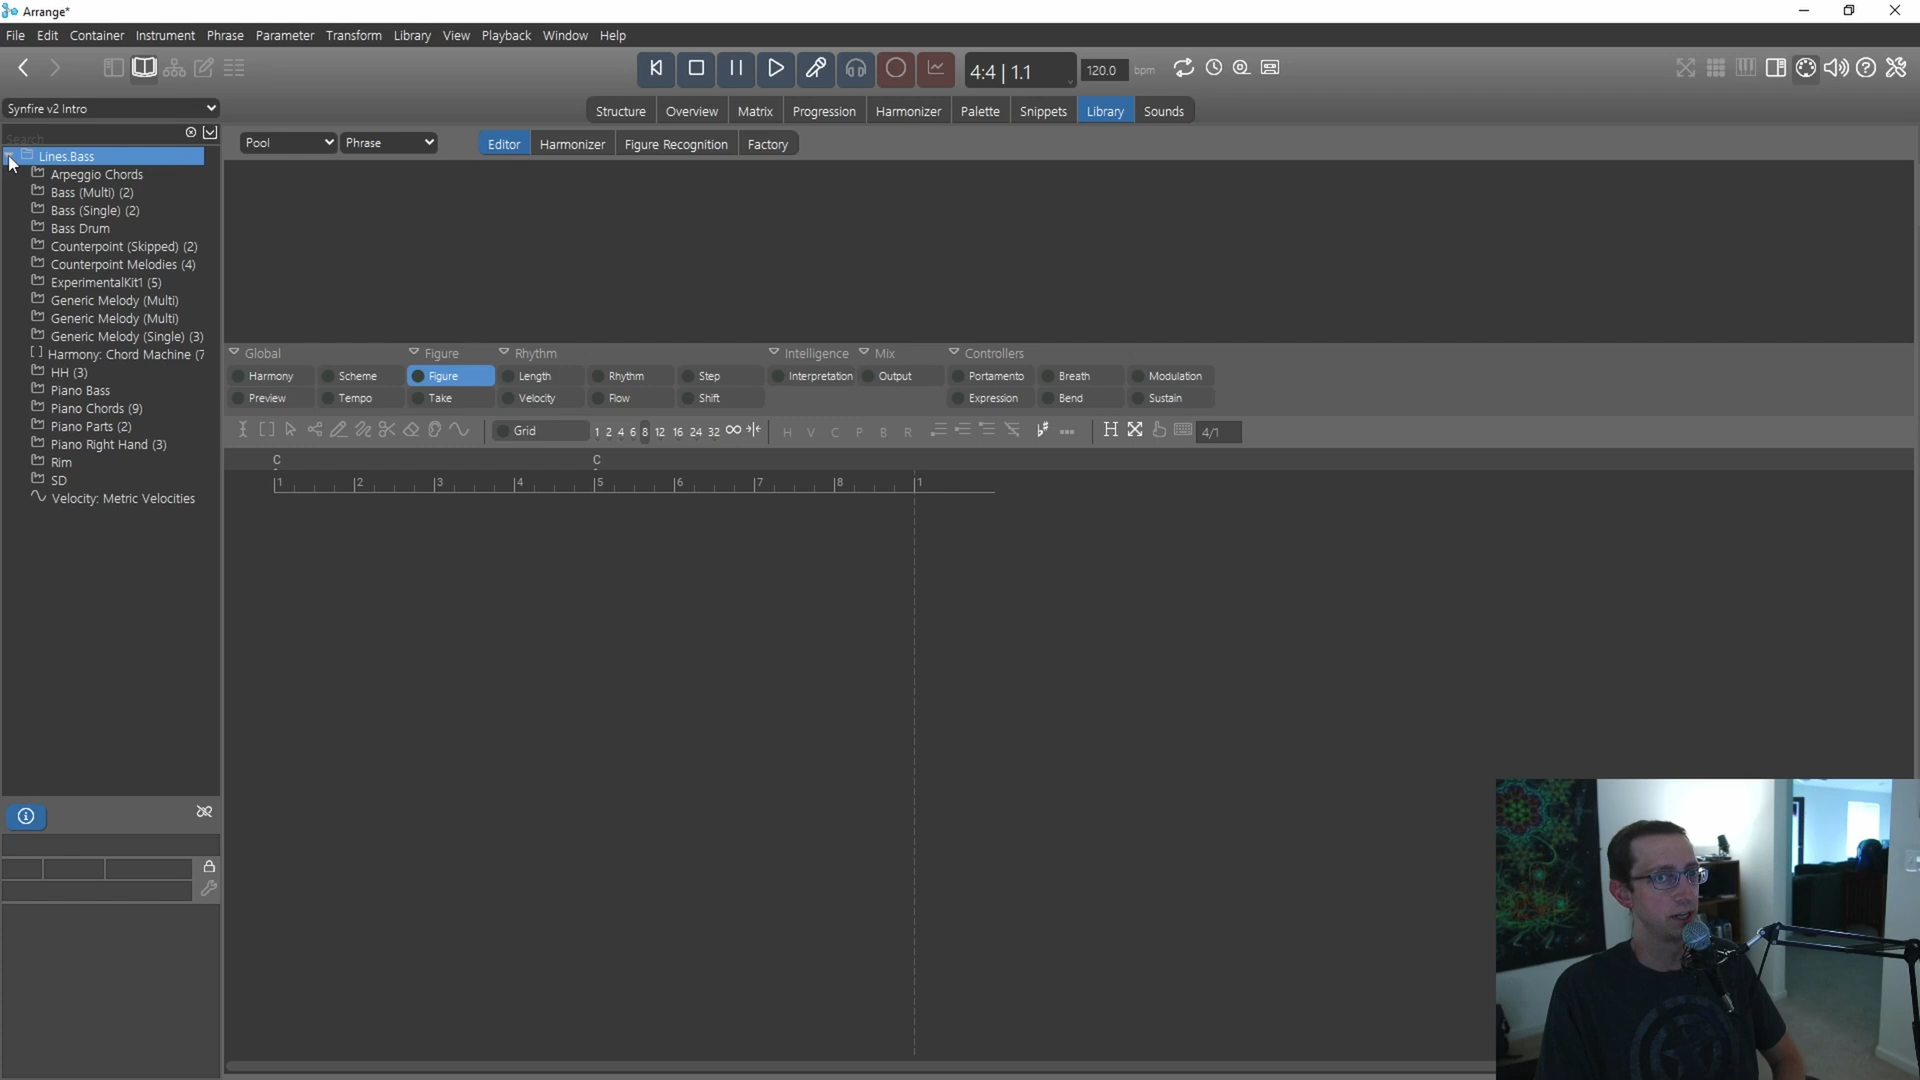 Arrange*
File Edit Container Instrument Phrase Parameter Transform Library View Playback Window Help
4:4 | 1.1 120.0 bpm
Synfire v2 Intro
Structure Overview Matrix Progression Harmonizer Palette Snippets Library Sounds
Search
Pool Phrase Editor Harmonizer Figure Recognition Factory
Lines.Bass
Arpeggio Chords
Bass (Multi) (2)
Bass (Single) (2)
Bass Drum
Counterpoint (Skipped) (2)
Counterpoint Melodies (4)
ExperimentalKit1 (5)
Generic Melody (Multi)
Generic Melody (Multi)
Generic Melody (Single) (3)
Harmony: Chord Machine (7
HH (3)
Piano Bass
Piano Chords (9)
Piano Parts (2)
Piano Right Hand (3)
Rim
SD
Velocity: Metric Velocities
Global Figure Rhythm Intelligence Mix Controllers
Harmony Scheme Figure Length Rhythm Step Interpretation Output Portamento Breath Modulation
Preview Tempo Take Velocity Flow Shift Expression Bend Sustain
Grid 1 2 4 6 8 12 16 24 32 ∞ H V C P B R H 4/1
C C
1 2 3 4 5 6 7 8 1